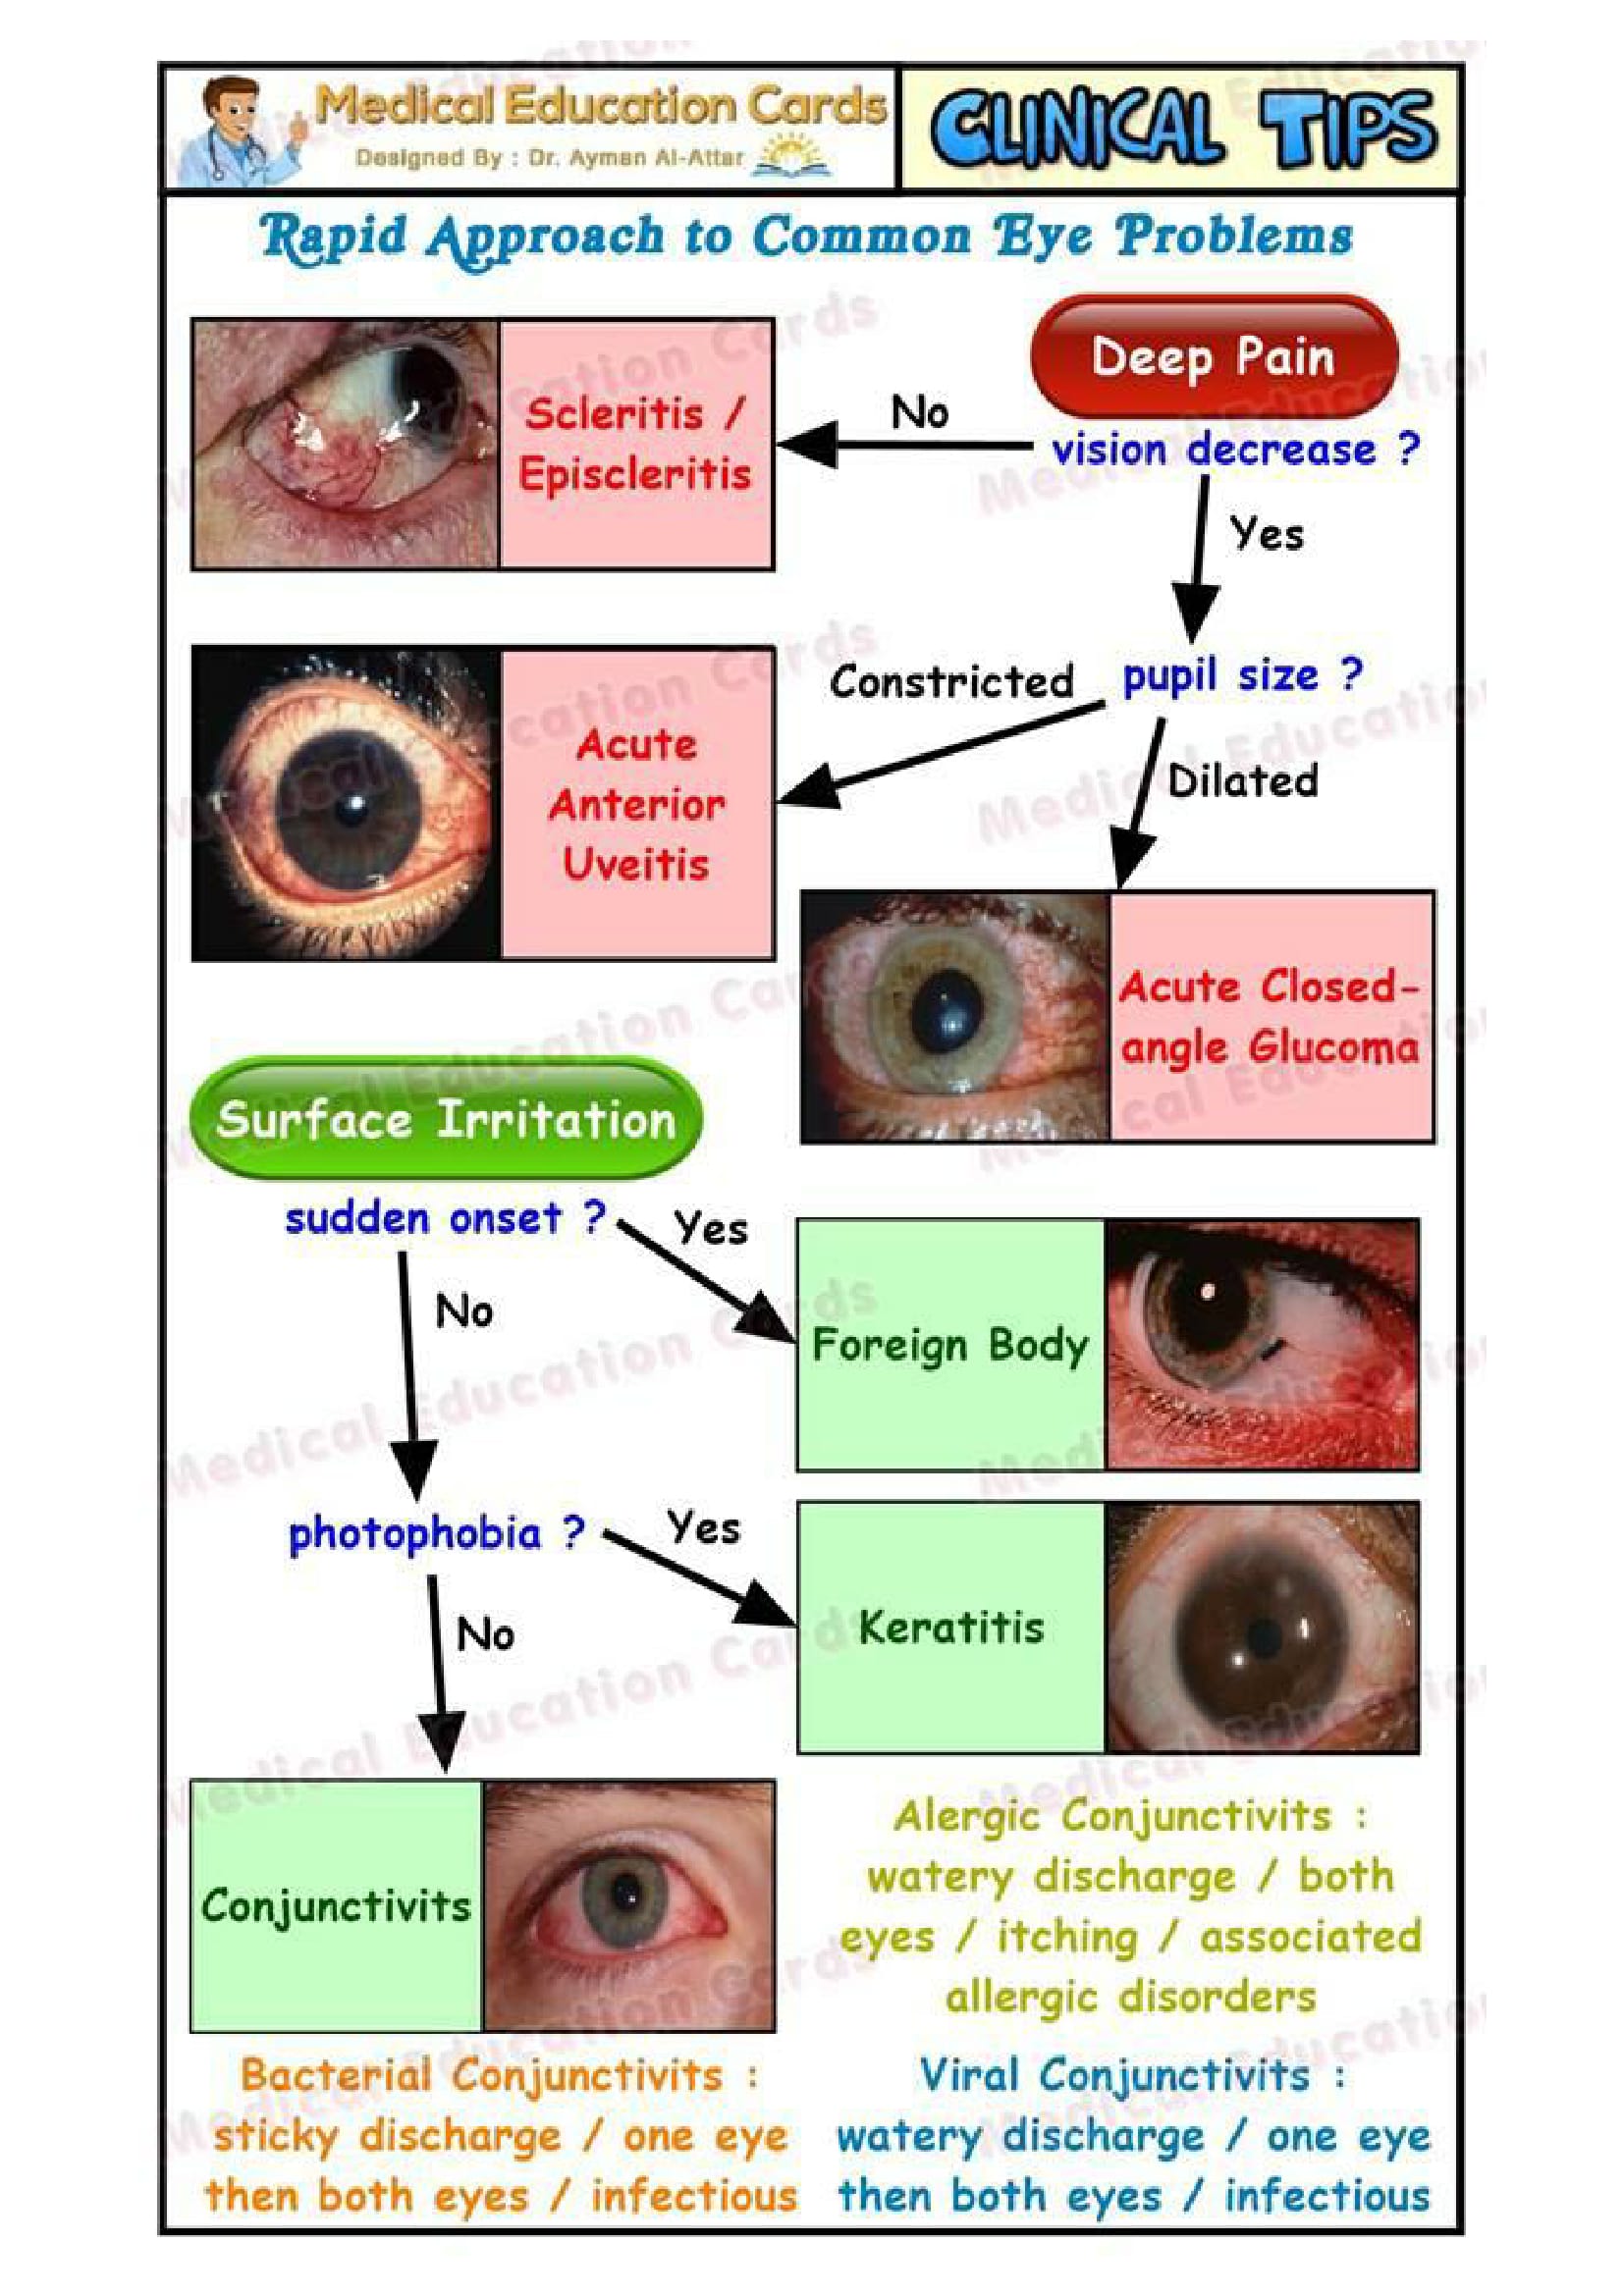 Medical Education Cards
Designed By : Dr. Ayman Al-Attar
CLINICAL TIPS
Rapid Approach to Common Eye Problems
Deep Pain
vision decrease ?
No
Scleritis /
Episcleritis
Yes
pupil size ?
Constricted
Acute
Anterior
Uveitis
Dilated
Acute Closed-
angle Glucoma
Surface Irritation
sudden onset ?
Yes
Foreign Body
No
photophobia ?
Yes
Keratitis
No
Conjunctivits
Alergic Conjunctivits :
watery discharge / both
eyes / itching / associated
allergic disorders
Bacterial Conjunctivits :
sticky discharge / one eye
then both eyes / infectious
Viral Conjunctivits :
watery discharge / one eye
then both eyes / infectious